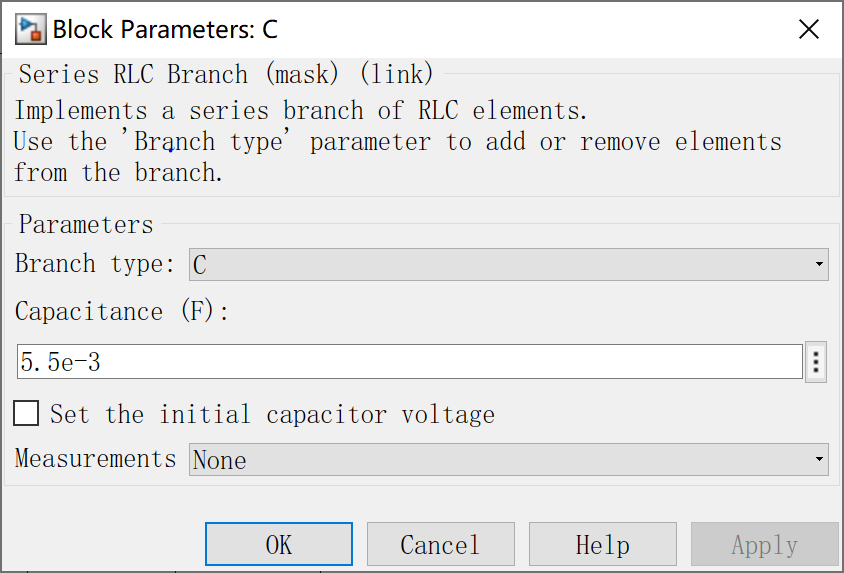 Block Parameters: C
Series RLC Branch (mask) (link)
Implements a series branch of RLC elements.
Use the 'Branch type' parameter to add or remove elements
from the branch.
Parameters
Branch type: C
Capacitance (F):
5.5e-3
Set the initial capacitor voltage
Measurements None
OK Cancel Help Apply